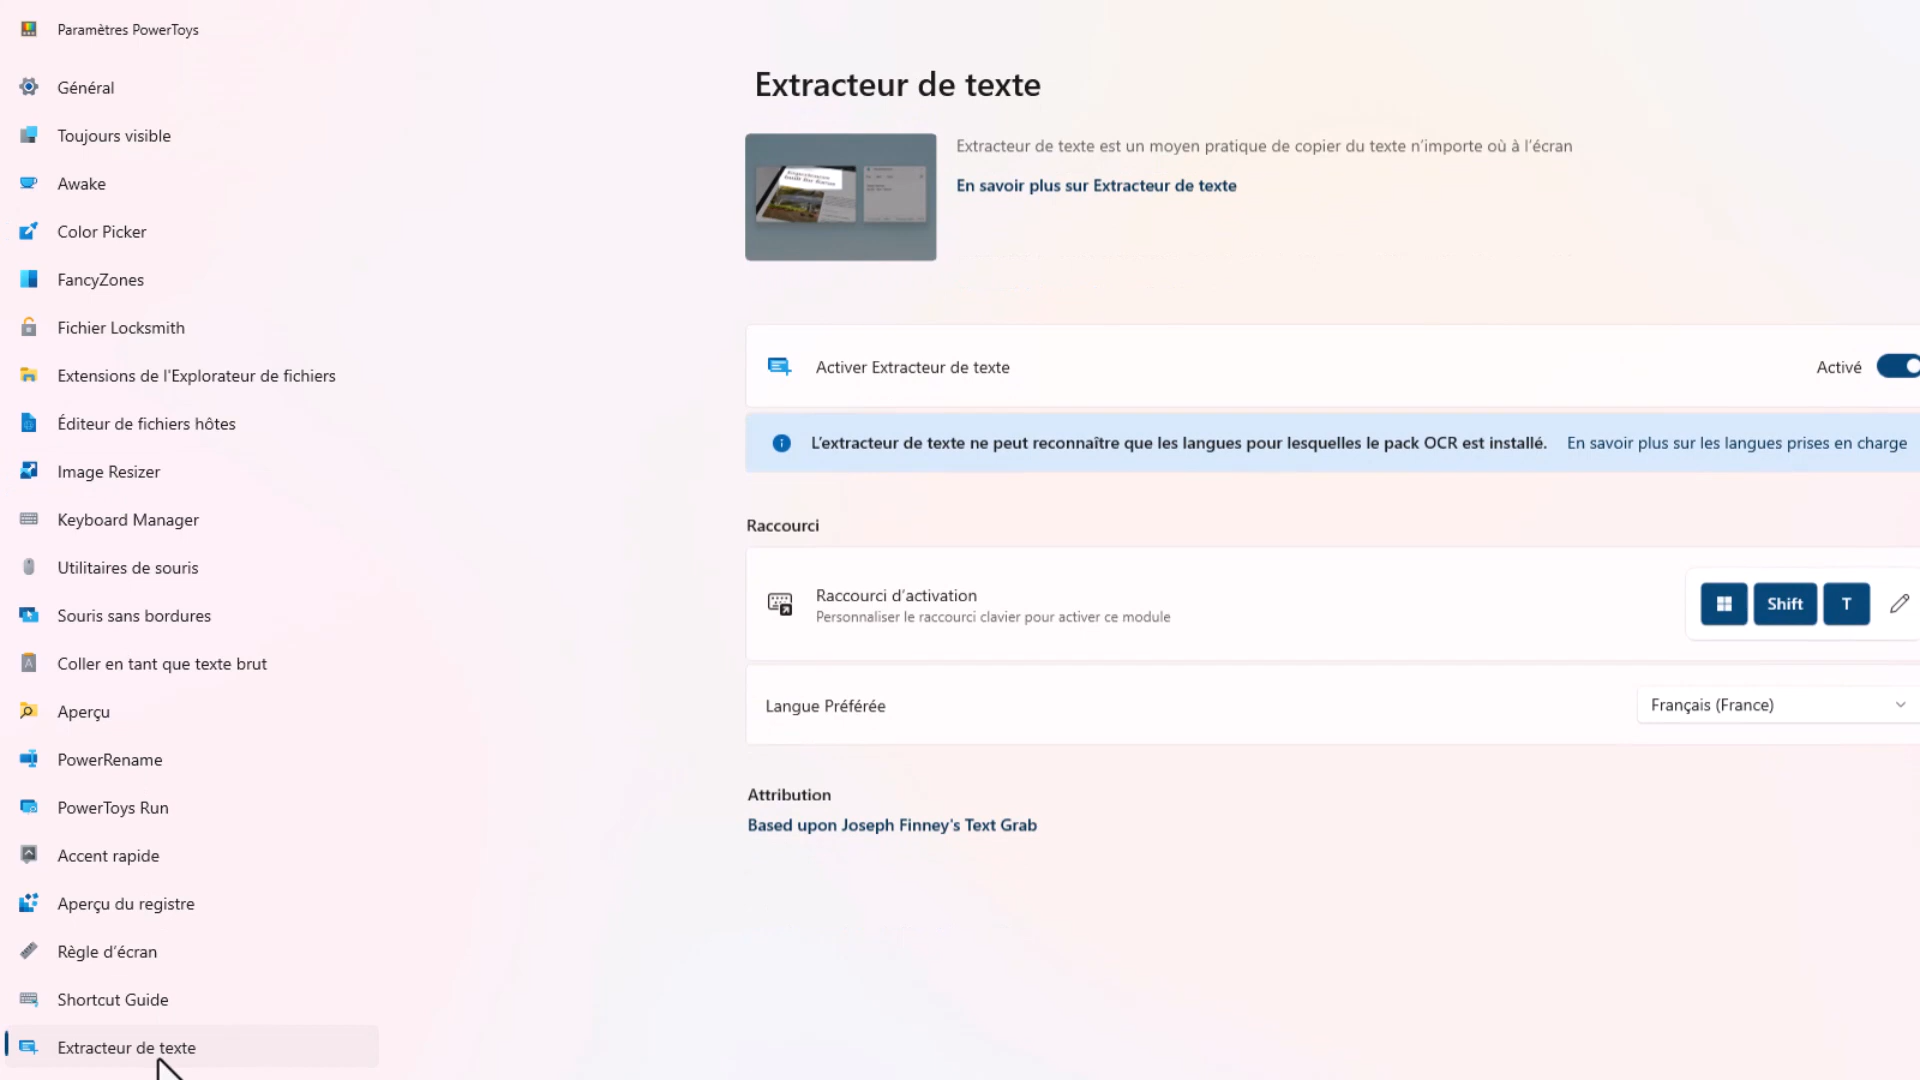 Paramètres PowerToys
Général
Toujours visible
Awake
Color Picker
FancyZones
Fichier Locksmith
Extensions de l'Explorateur de fichiers
Éditeur de fichiers hôtes
Image Resizer
Keyboard Manager
Utilitaires de souris
Souris sans bordures
Coller en tant que texte brut
Aperçu
PowerRename
PowerToys Run
Accent rapide
Aperçu du registre
Règle d’écran
Shortcut Guide
Extracteur de texte
Extracteur de texte
Extracteur de texte est un moyen pratique de copier du texte n’importe où à l’écran
En savoir plus sur Extracteur de texte
Activer Extracteur de texte
Activé
L’extracteur de texte ne peut reconnaître que les langues pour lesquelles le pack OCR est installé. En savoir plus sur les langues prises en charge
Raccourci
Raccourci d’activation
Personnaliser le raccourci clavier pour activer ce module
Shift T
Langue Préférée
Français (France)
Attribution
Based upon Joseph Finney's Text Grab